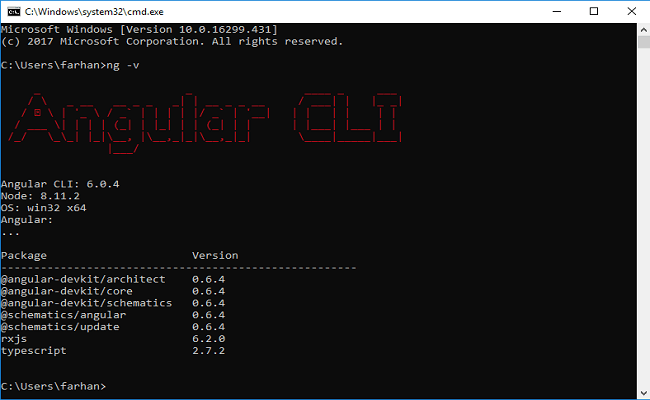 C:\Windows\system32\cmd.exe
Microsoft Windows [Version 10.0.16299.431]
(c) 2017 Microsoft Corporation. All rights reserved.
C:\Users\farhan>ng -v
Angular CLI
Angular CLI: 6.0.4
Node: 8.11.2
OS: win32 x64
Angular:
...
Package Version
-------------------------------------------------------
@angular-devkit/architect 0.6.4
@angular-devkit/core 0.6.4
@angular-devkit/schematics 0.6.4
@schematics/angular 0.6.4
@schematics/update 0.6.4
rxjs 6.2.0
typescript 2.7.2
C:\Users\farhan>